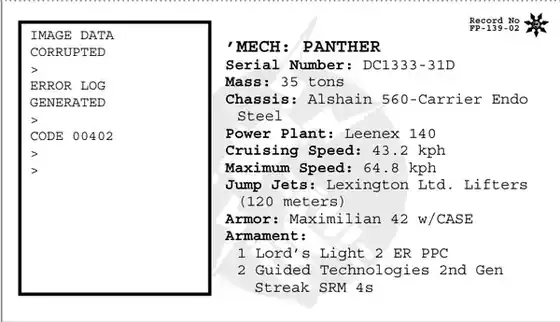 Record No
FP-139-02
IMAGE DATA
CORRUPTED
>
ERROR LOG
GENERATED
>
CODE 00402
>
>
'MECH: PANTHER
Serial Number: DC1333-31D
Mass: 35 tons
Chassis: Alshain 560-Carrier Endo
Steel
Power Plant: Leenex 140
Cruising Speed: 43.2 kph
Maximum Speed: 64.8 kph
Jump Jets: Lexington Ltd. Lifters
(120 meters)
Armor: Maximilian 42 w/CASE
Armament:
1 Lord's Light 2 ER PPC
2 Guided Technologies 2nd Gen
Streak SRM 4s